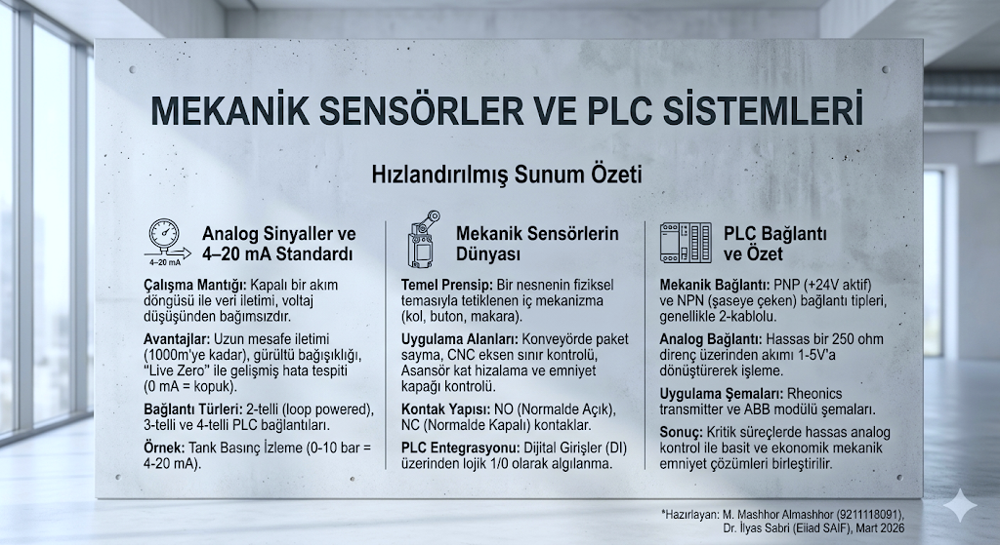 MEKANİK SENSÖRLER VE PLC SİSTEMLERİ
Hızlandırılmış Sunum Özeti
4–20 mA
Analog Sinyaller ve
4–20 mA Standardı
Çalışma Mantığı: Kapalı bir akım
döngüsü ile veri iletimi, voltaj
düşüşünden bağımsızdır.
Avantajlar: Uzun mesafe iletimi
(1000m'ye kadar), gürültü bağışıklığı,
"Live Zero" ile gelişmiş hata tespiti
(0 mA = kopuk).
Bağlantı Türleri: 2-telli (loop powered),
3-telli ve 4-telli PLC bağlantıları.
Örnek: Tank Basınç İzleme (0-10 bar =
4-20 mA).
Mekanik Sensörlerin
Dünyası
Temel Prensip: Bir nesnenin fiziksel
temasıyla tetiklenen iç mekanizma
(kol, buton, makara).
Uygulama Alanları: Konveyörde paket
sayma, CNC eksen sınır kontrolü,
Asansör kat hizalama ve emniyet
kapağı kontrolü.
Kontak Yapısı: NO (Normalde Açık),
NC (Normalde Kapalı) kontaklar.
PLC Entegrasyonu: Dijital Girişler (DI)
üzerinden lojik 1/0 olarak algılanma.
PLC Bağlantı
ve Özet
Mekanik Bağlantı: PNP (+24V aktif)
ve NPN (şaseye çeken) bağlantı tipleri,
genellikle 2-kablolu.
Analog Bağlantı: Hassas bir 250 ohm
direnç üzerinden akımı 1-5V'a
dönüştürerek işleme.
Uygulama Şemaları: Rheonics
transmitter ve ABB modülü şemaları.
Sonuç: Kritik süreçlerde hassas analog
kontrol ile basit ve ekonomik mekanik
emniyet çözümleri birleştirilir.
*Hazırlayan: M. Mashhor Almashhor (9211118091),
Dr. İlyas Sabri (Eiiad SAIF), Mart 2026